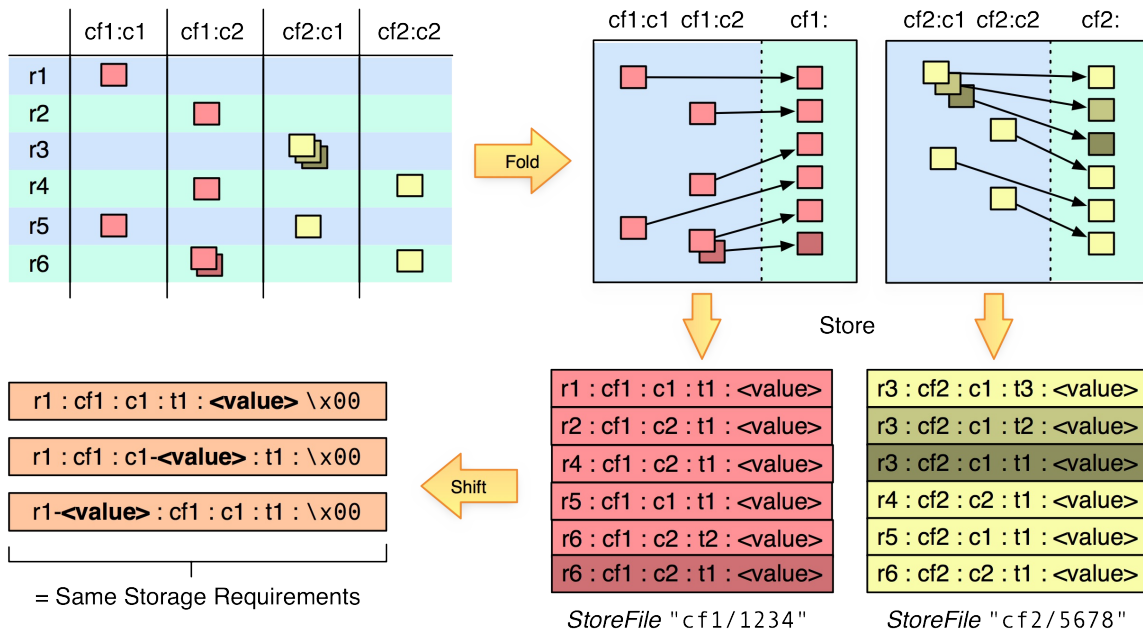 cf1:c1 cf1:c2 cf2:c1 cf2:c2
r1
r2
r3
r4
r5
r6
Fold
cf1:c1 cf1:c2 cf1:
cf2:c1 cf2:c2 cf2:
Store
r1 : cf1 : c1 : t1 : <value>
r2 : cf1 : c2 : t1 : <value>
r4 : cf1 : c2 : t1 : <value>
r5 : cf1 : c1 : t1 : <value>
r6 : cf1 : c2 : t2 : <value>
r6 : cf1 : c2 : t1 : <value>
StoreFile "cf1/1234"
r3 : cf2 : c1 : t3 : <value>
r3 : cf2 : c1 : t2 : <value>
r3 : cf2 : c1 : t1 : <value>
r4 : cf2 : c2 : t1 : <value>
r5 : cf2 : c1 : t1 : <value>
r6 : cf2 : c2 : t1 : <value>
StoreFile "cf2/5678"
Shift
r1 : cf1 : c1 : t1 : <value> \x00
r1 : cf1 : c1-<value> : t1 : \x00
r1-<value> : cf1 : c1 : t1 : \x00
= Same Storage Requirements